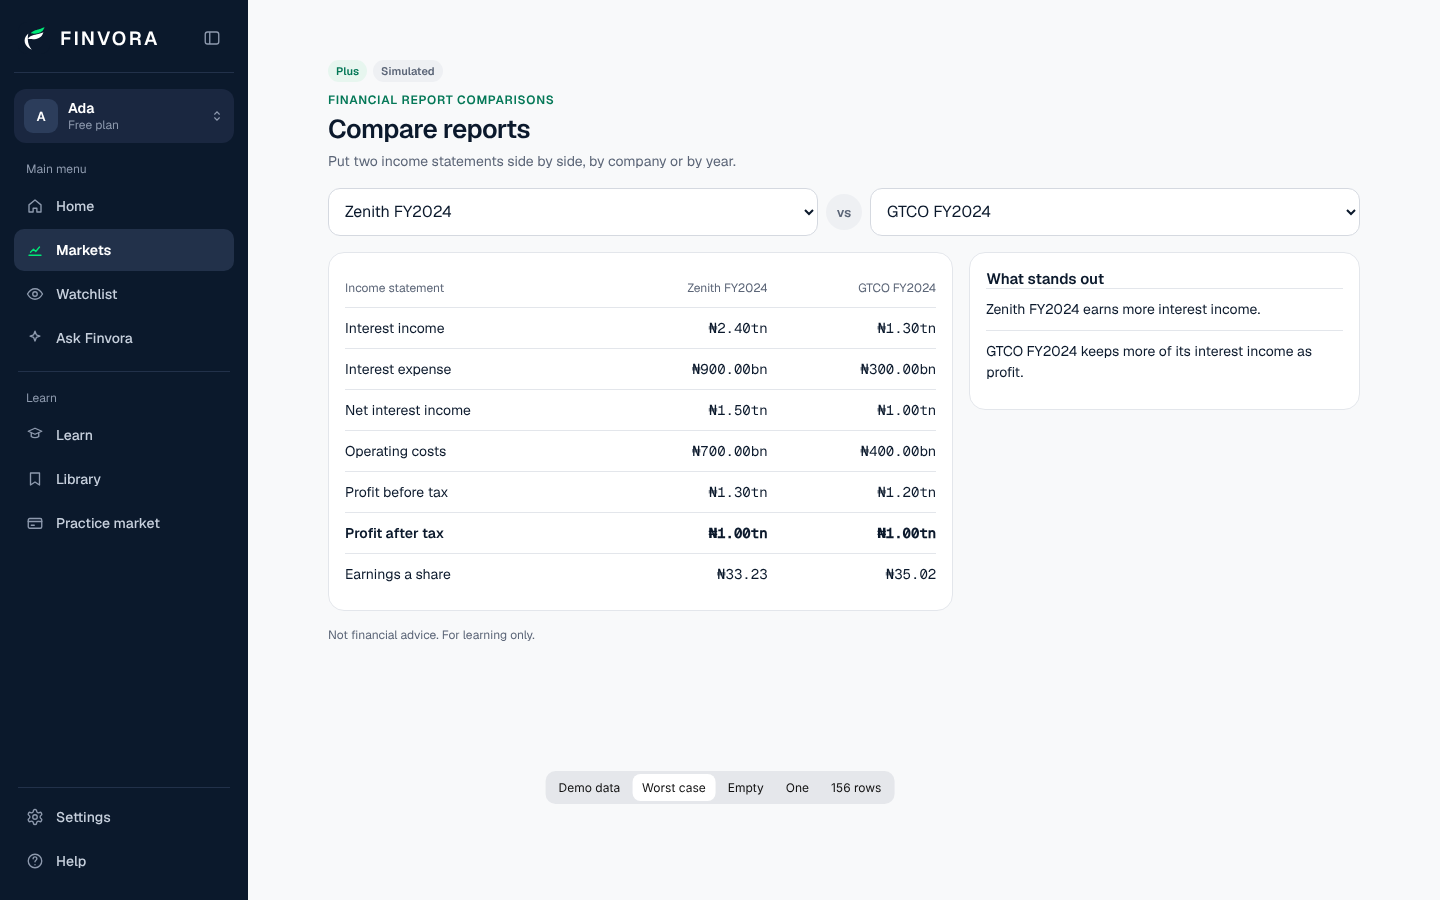 FINVORA
A
Ada
Free plan
Main menu
Home
Markets
Watchlist
Ask Finvora
Learn
Learn
Library
Practice market
Settings
Help
Plus
Simulated
FINANCIAL REPORT COMPARISONS
Compare reports
Put two income statements side by side, by company or by year.
Zenith FY2024
vs
GTCO FY2024
Income statement Zenith FY2024 GTCO FY2024
Interest income ₦2.40tn ₦1.30tn
Interest expense ₦900.00bn ₦300.00bn
Net interest income ₦1.50tn ₦1.00tn
Operating costs ₦700.00bn ₦400.00bn
Profit before tax ₦1.30tn ₦1.20tn
Profit after tax ₦1.00tn ₦1.00tn
Earnings a share ₦33.23 ₦35.02
What stands out
Zenith FY2024 earns more interest income.
GTCO FY2024 keeps more of its interest income as
profit.
Not financial advice. For learning only.
Demo data Worst case Empty One 156 rows